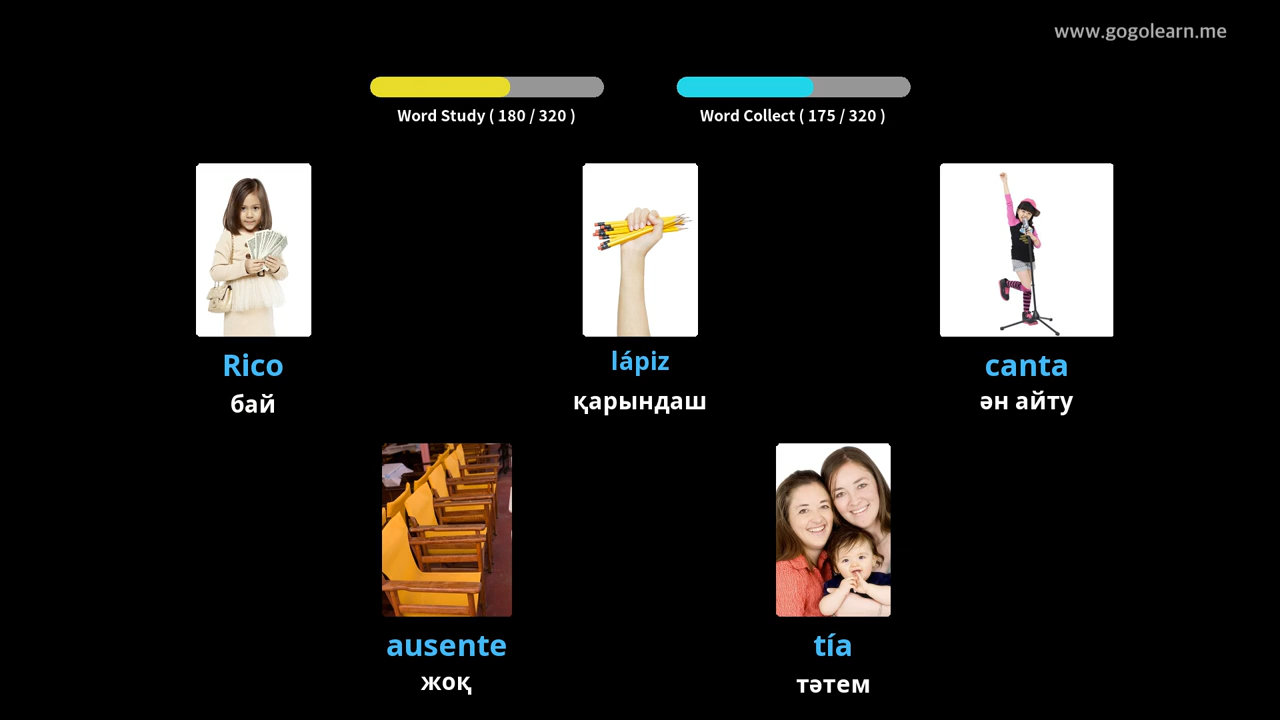 www.gogolearn.me
Word Study ( 180 / 320 )
Word Collect ( 175 / 320 )
Rico
бай
lápiz
қарындаш
canta
ән айту
ausente
жоқ
tía
тәтем